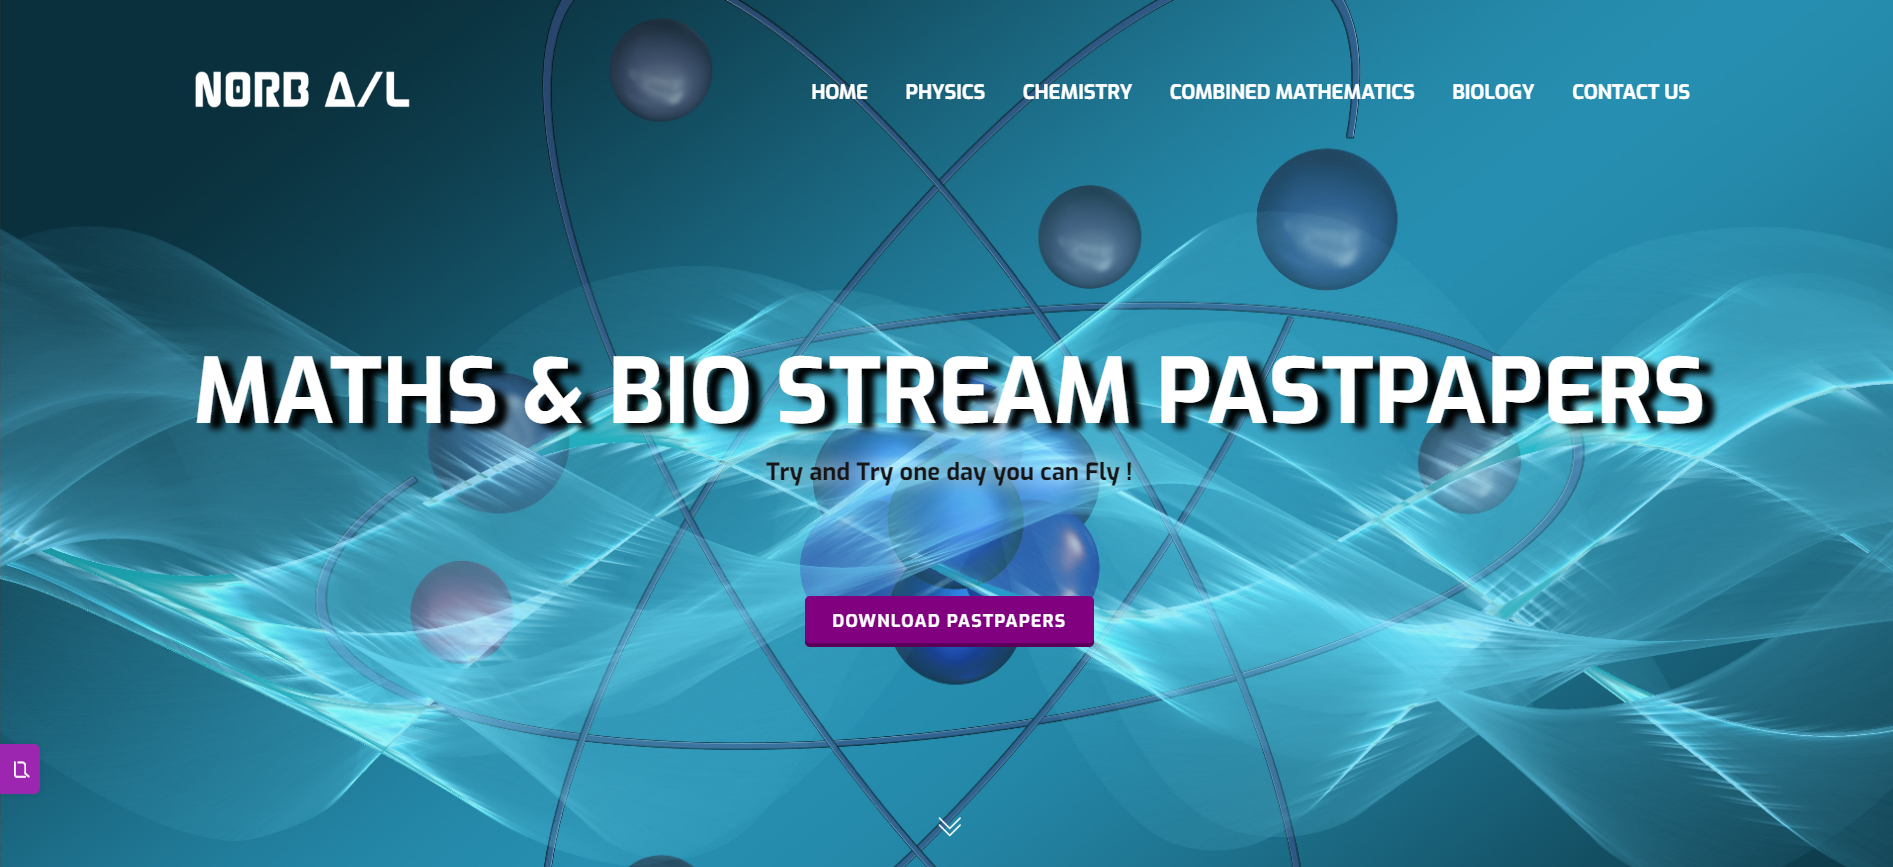 NORB A/L
HOME PHYSICS CHEMISTRY COMBINED MATHEMATICS BIOLOGY CONTACT US
MATHS & BIO STREAM PASTPAPERS
Try and Try one day you can Fly !
DOWNLOAD PASTPAPERS